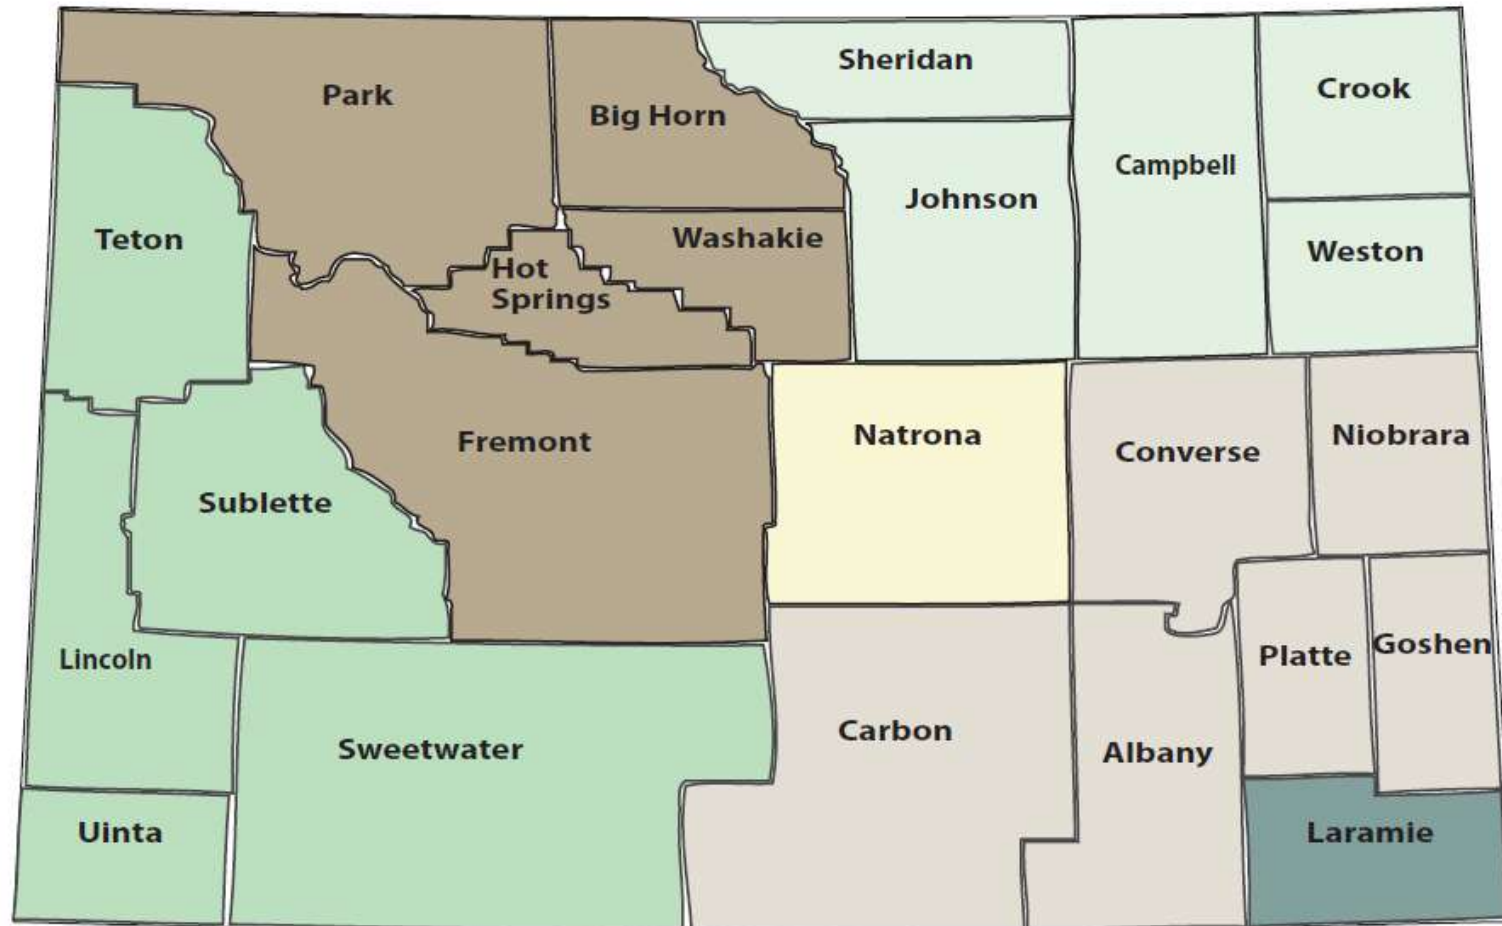 Sheridan
Crook
Park
Big Horn
Campbell
Johnson
Teton
Washakie
Weston
Hot
Springs
Natrona
Niobrara
Fremont
Converse
Sublette
Lincoln
Platte
Goshen
Carbon
Sweetwater
Albany
Uinta
Laramie